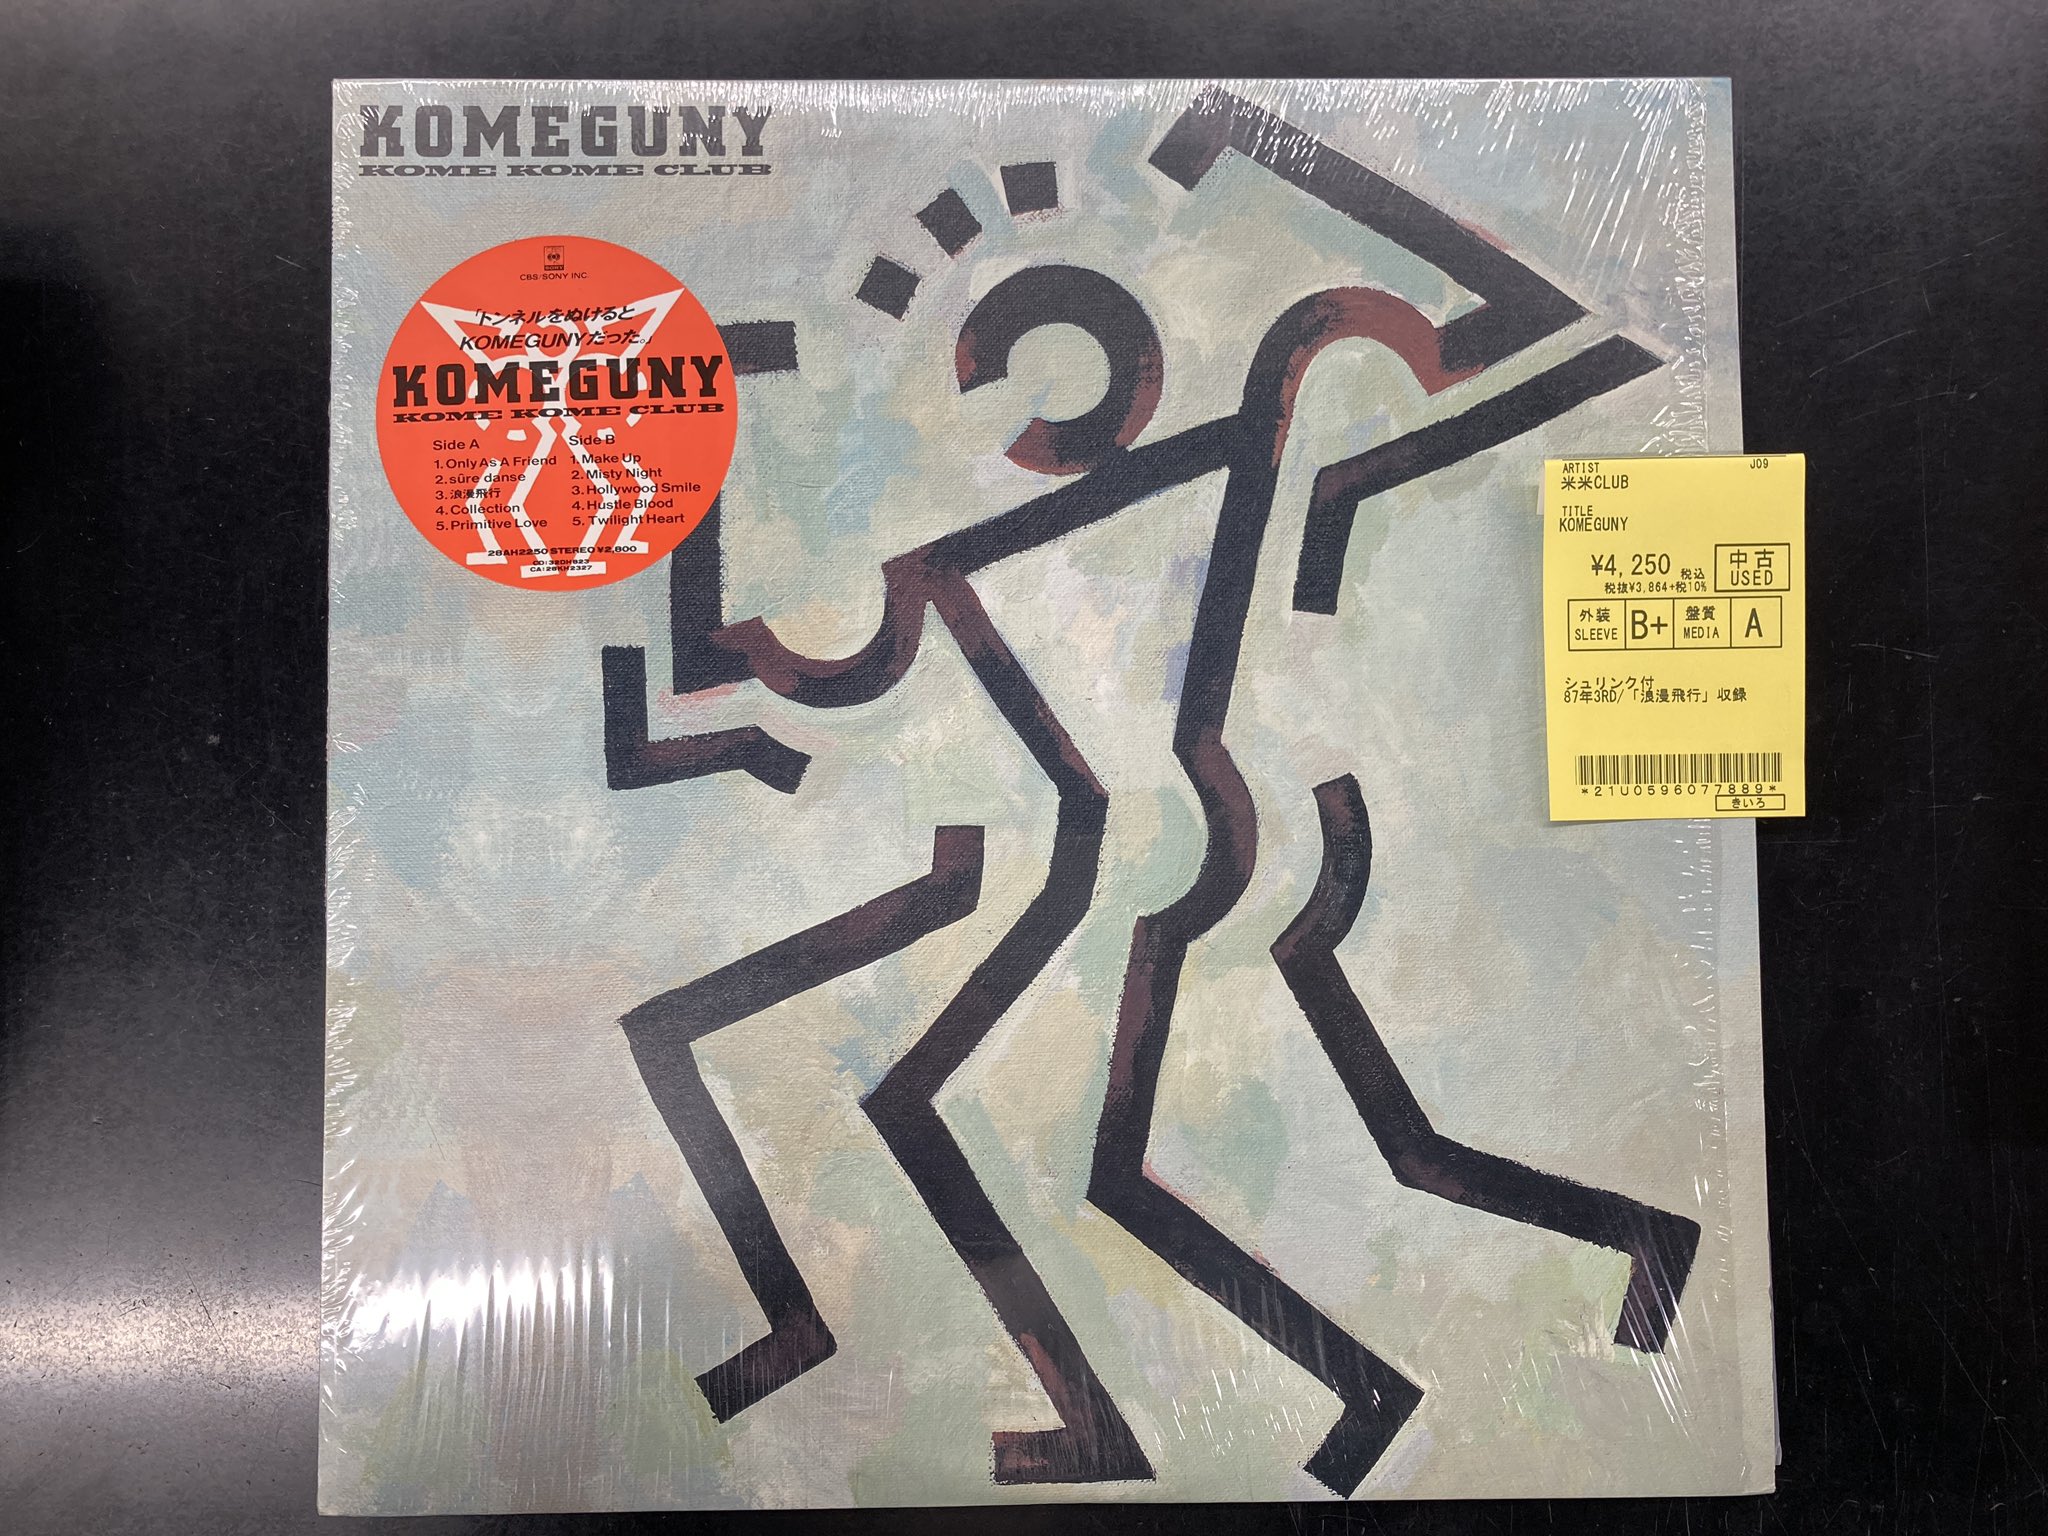 KOMEGUNY
KOME KOME CLUB
SONY
CBS/SONY INC.
「トンネルをぬけると
KOMEGUNYだった。」
KOMEGUNY
KOME KOME CLUB
Side A
1. Only As A Friend
2. sûre danse
3. 浪漫飛行
4. Collection
5. Primitive Love
Side B
1. Make Up
2. Misty Night
3. Hollywood Smile
4. Hustle Blood
5. Twilight Heart
28AH2250 STEREO ¥2,800
CD:32DH823
CA:28KH2327
ARTIST J09
米米CLUB
TITLE
KOMEGUNY
¥4,250 税込
税抜¥3,864+税10%
中古
USED
外装 SLEEVE B+ 盤質 MEDIA A
シュリンク付
87年3RD/「浪漫飛行」収録
*21U0596077889*
きいろ